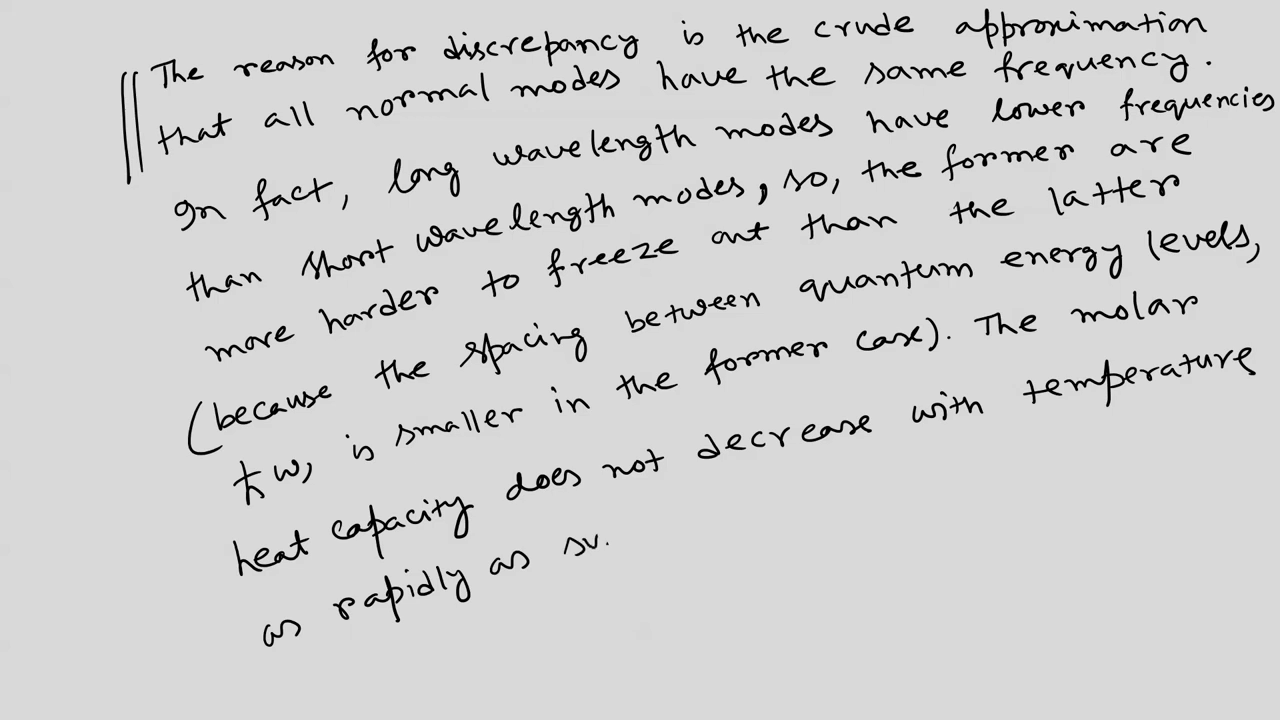 The reason for discrepancy is the crude approximation
that all normal modes have the same frequency.
In fact, long wavelength modes have lower frequencies
than short wavelength modes, so, the former are
more harder to freeze out than the latter
(because the spacing between quantum energy levels,
ħω, is smaller in the former case). The molar
heat capacity does not decrease with temperature
as rapidly as su